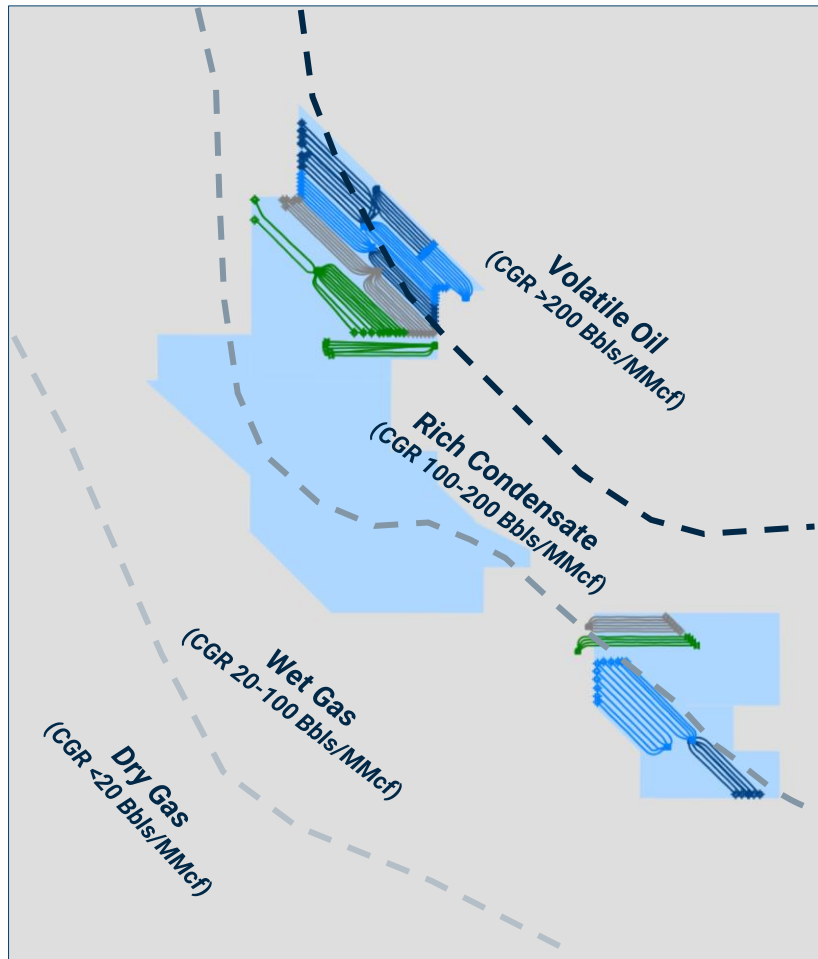 Volatile Oil
(CGR >200 Bbls/MMcf)
Rich Condensate
(CGR 100-200 Bbls/MMcf)
Wet Gas
(CGR 20-100 Bbls/MMcf)
Dry Gas
(CGR <20 Bbls/MMcf)